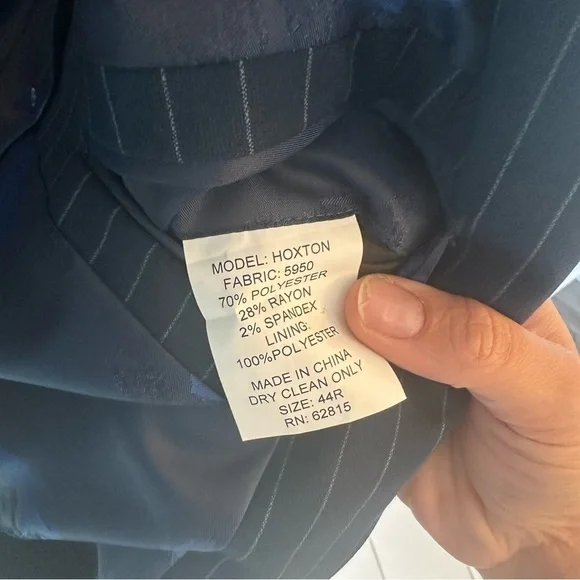 MODEL: HOXTON
FABRIC: 5950
70% POLYESTER
28% RAYON
2% SPANDEX
LINING:
100%POLYESTER
MADE IN CHINA
DRY CLEAN ONLY
SIZE: 44R
RN: 62815